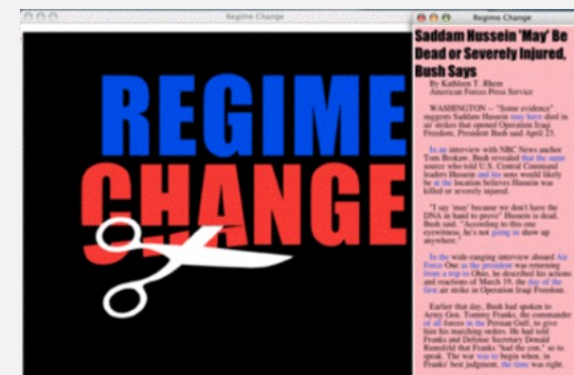 Regime Change
REGIME
CHANGE
Regime Change
Saddam Hussein 'May' Be
Dead or Severely Injured,
Bush Says
By Kathleen T. Rhem
American Forces Press Service
WASHINGTON -- "Some evidence"
suggests Saddam Hussein may have died in
air strikes that opened Operation Iraqi
Freedom, President Bush said April 23.
In an interview with NBC News anchor
Tom Brokaw, Bush revealed that the same
source who told U.S. Central Command
leaders Hussein and his sons would likely
be at the location believes Hussein was
killed or severely injured.
"I say 'may' because we don't have the
DNA in hand to prove" Hussein is dead,
Bush said. "According to this one
eyewitness, he's not going to show up
anywhere."
In the wide-ranging interview aboard Air
Force One as the president was returning
from a trip to Ohio, he described his actions
and reactions of March 19, the day of the
first air strike in Operation Iraqi Freedom.
Earlier that day, Bush had spoken to
Army Gen. Tommy Franks, the commander
of all forces in the Persian Gulf, to give
him his marching orders. He had told
Franks and Defense Secretary Donald
Rumsfeld that Franks "had the con," so to
speak. The war was to begin when, in
Franks' best judgment, the time was right.